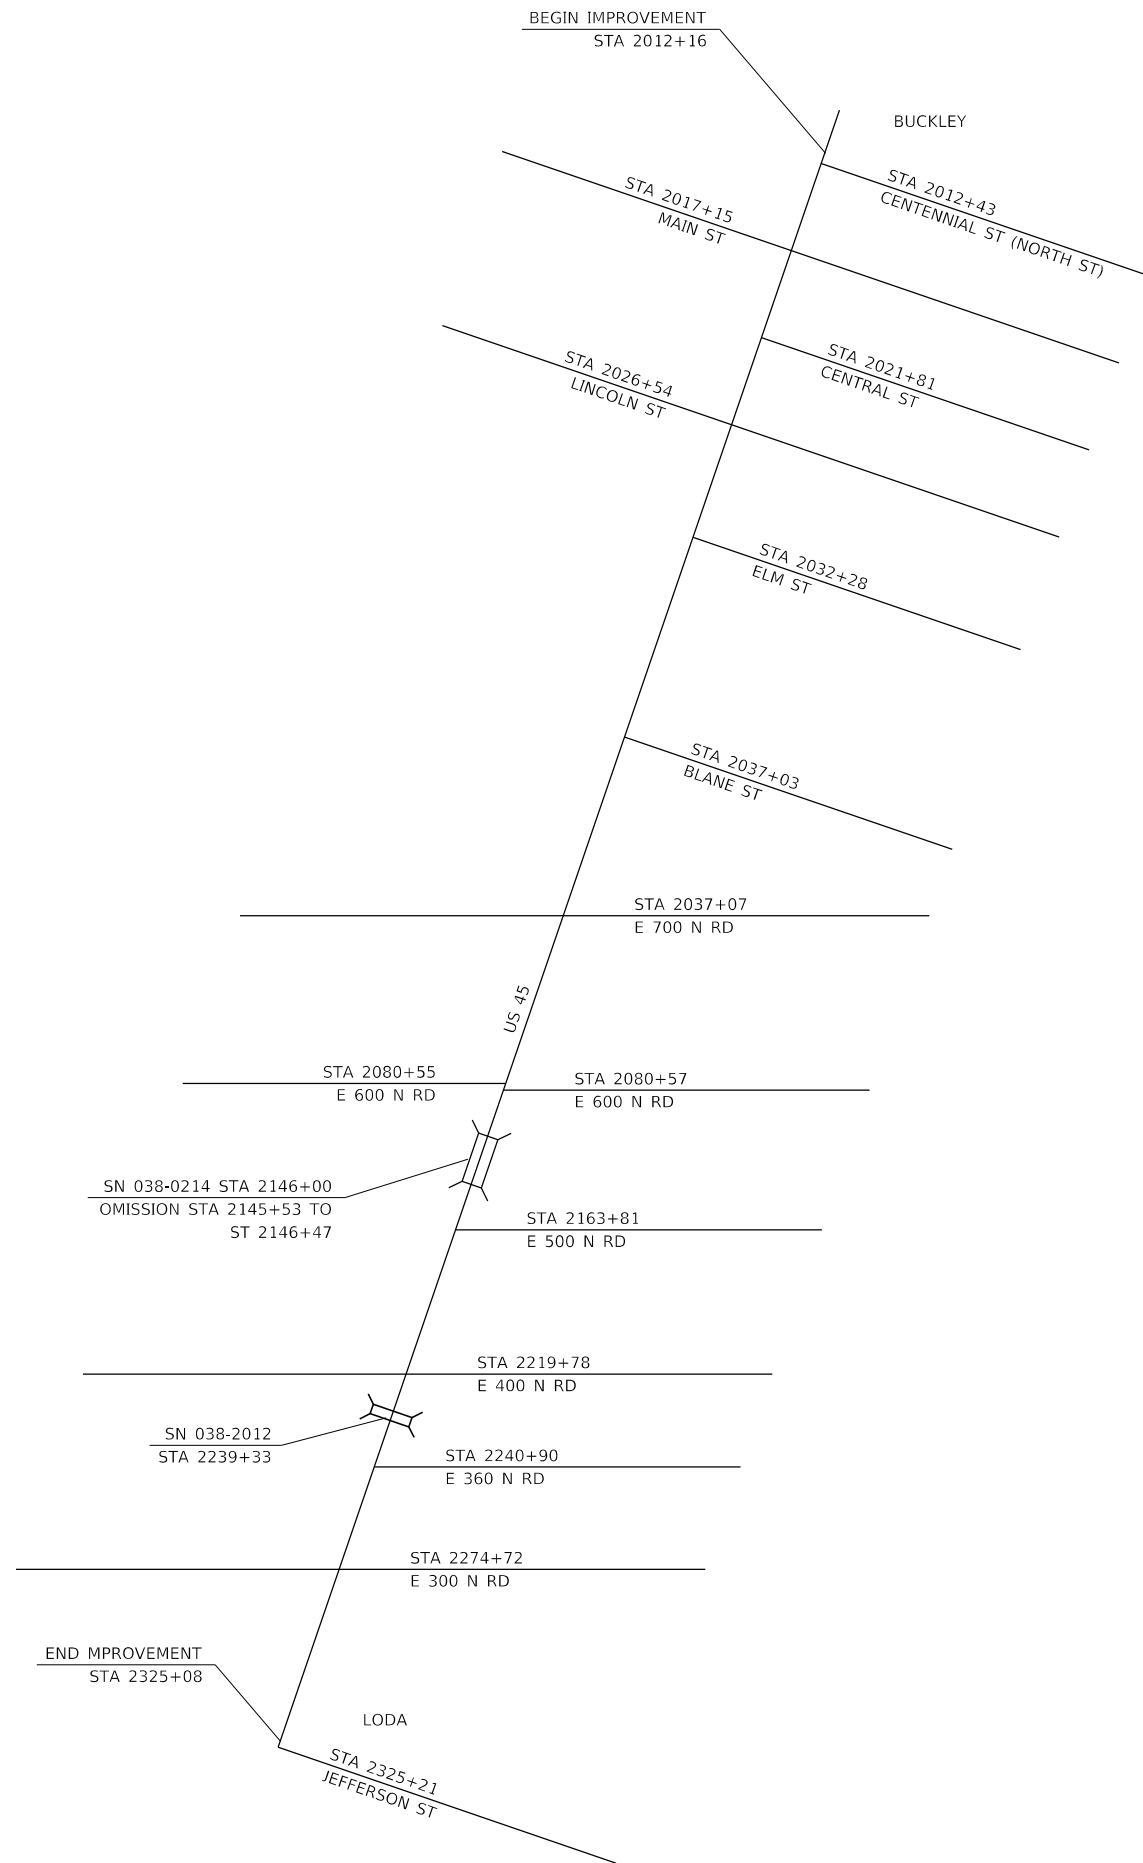 BEGIN IMPROVEMENT
STA 2012+16
BUCKLEY
STA 2012+43
CENTENNIAL ST (NORTH ST)
STA 2017+15
MAIN ST
STA 2021+81
CENTRAL ST
STA 2026+54
LINCOLN ST
STA 2032+28
ELM ST
STA 2037+03
BLANE ST
STA 2037+07
E 700 N RD
US 45
STA 2080+55
E 600 N RD
STA 2080+57
E 600 N RD
SN 038-0214 STA 2146+00
OMISSION STA 2145+53 TO
ST 2146+47
STA 2163+81
E 500 N RD
STA 2219+78
E 400 N RD
SN 038-2012
STA 2239+33
STA 2240+90
E 360 N RD
STA 2274+72
E 300 N RD
END MPROVEMENT
STA 2325+08
LODA
STA 2325+21
JEFFERSON ST